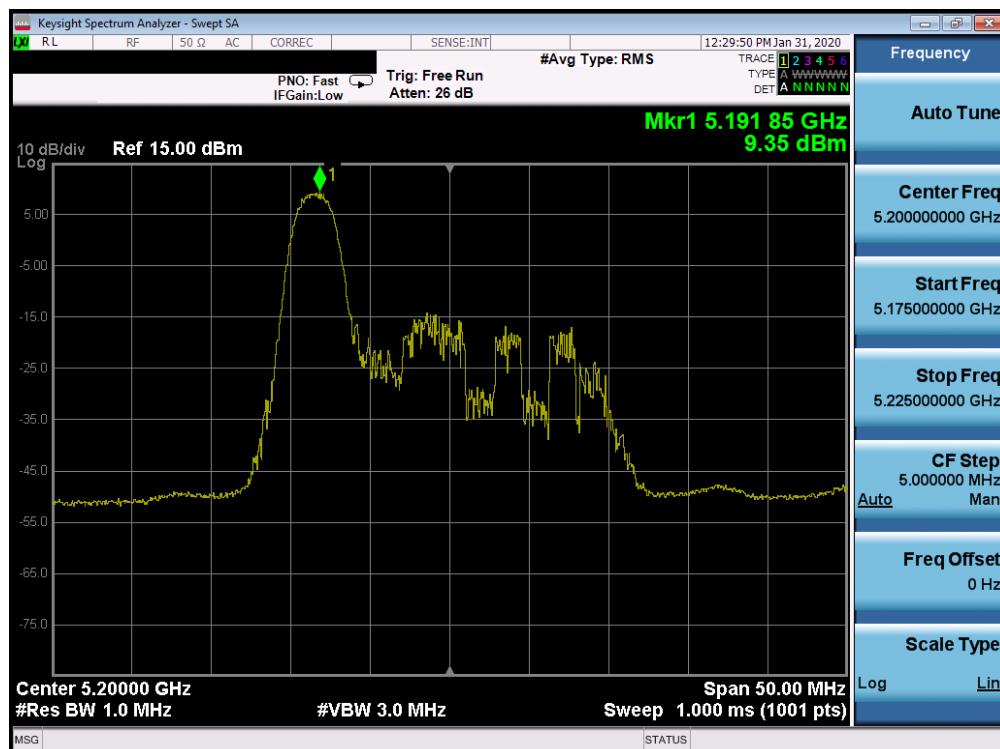 Keysight Spectrum Analyzer - Swept SA
LXI RL RF 50 Ω AC CORREC SENSE:INT 12:29:50 PM Jan 31, 2020
PNO: Fast
IFGain:Low
Trig: Free Run
Atten: 26 dB
#Avg Type: RMS
TRACE 1 2 3 4 5 6
TYPE A WWWWW
DET A N N N N N
Mkr1 5.191 85 GHz
9.35 dBm
10 dB/div Ref 15.00 dBm
Log
1
5.00
-5.00
-15.0
-25.0
-35.0
-45.0
-55.0
-65.0
-75.0
Center 5.20000 GHz Span 50.00 MHz
#Res BW 1.0 MHz #VBW 3.0 MHz Sweep 1.000 ms (1001 pts)
MSG STATUS
Frequency
Auto Tune
Center Freq
5.200000000 GHz
Start Freq
5.175000000 GHz
Stop Freq
5.225000000 GHz
CF Step
5.000000 MHz
Auto Man
Freq Offset
0 Hz
Scale Type
Log Lin